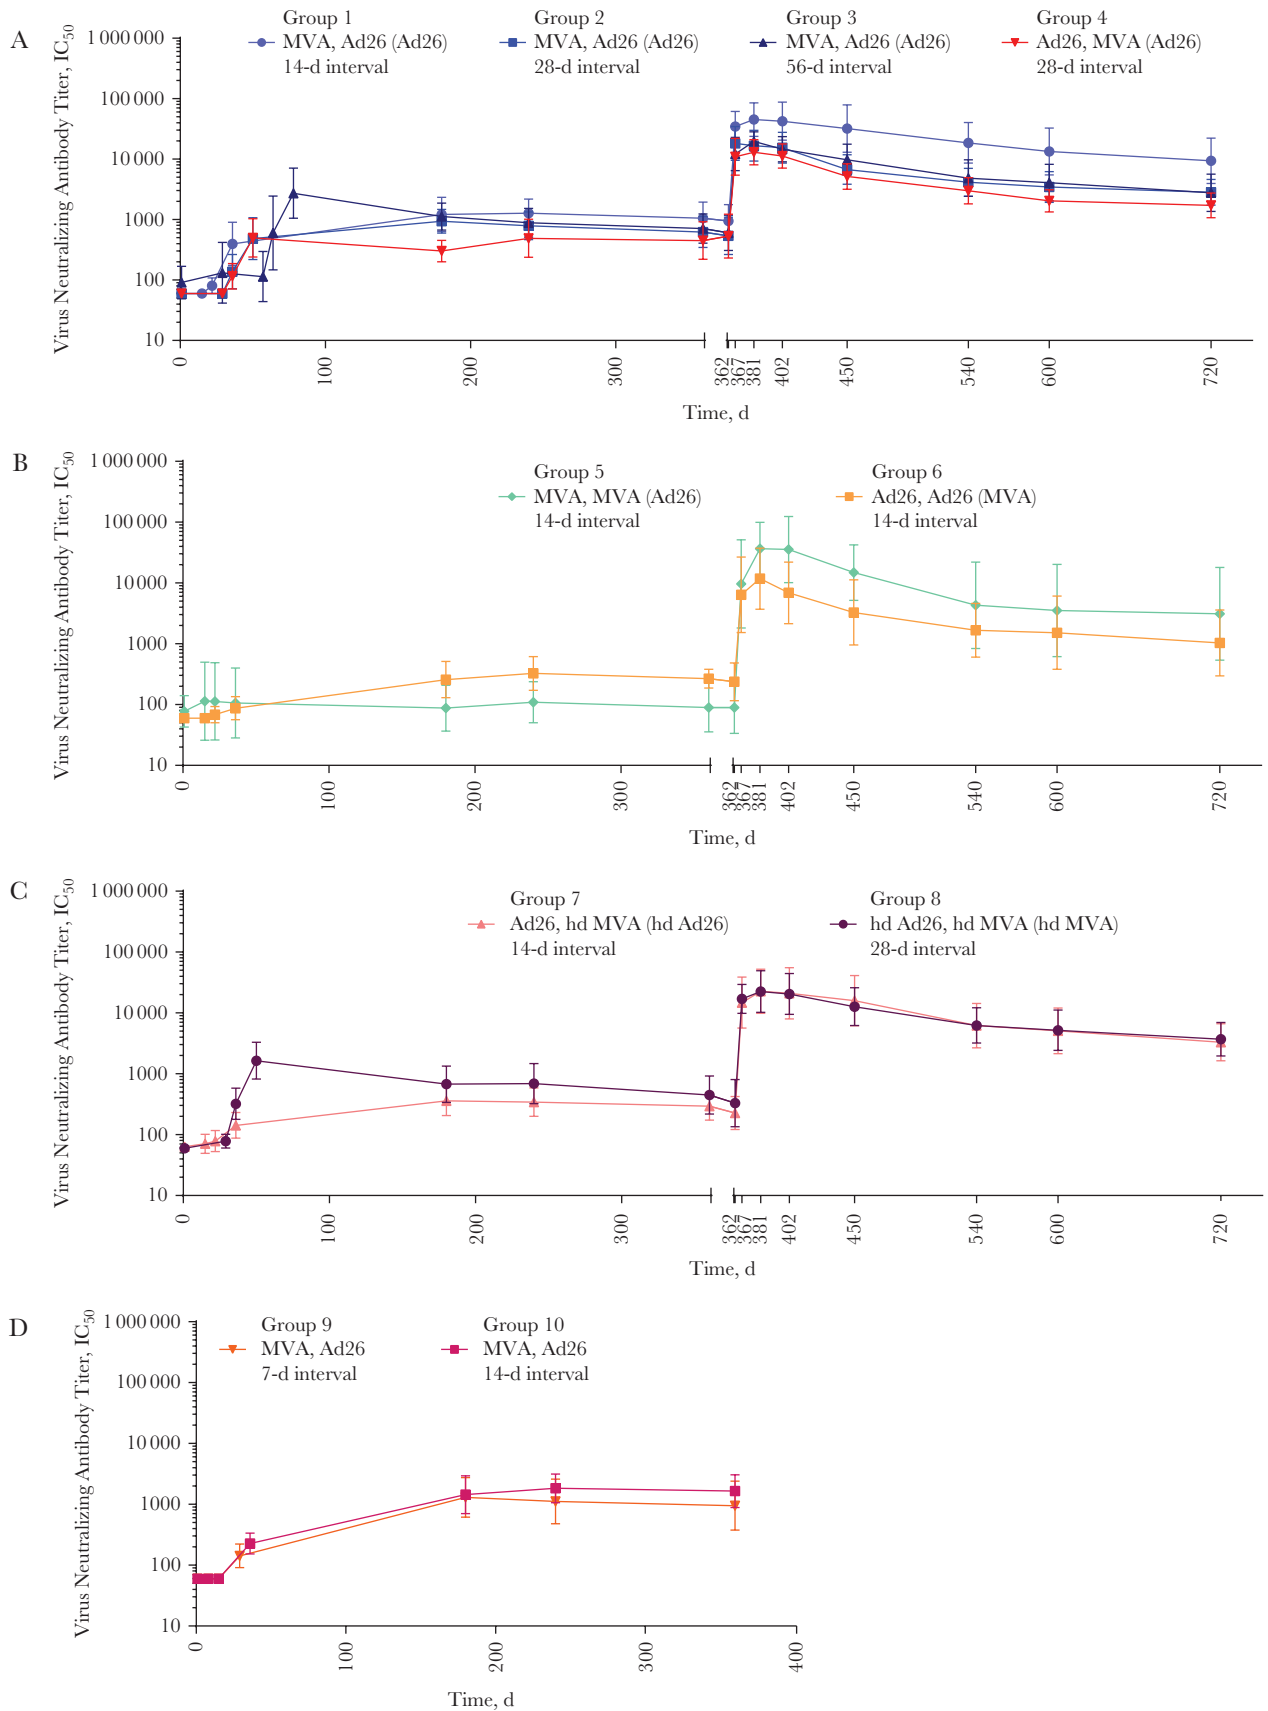 A
Virus Neutralizing Antibody Titer, IC50
Group 1
MVA, Ad26 (Ad26)
14-d interval
Group 2
MVA, Ad26 (Ad26)
28-d interval
Group 3
MVA, Ad26 (Ad26)
56-d interval
Group 4
Ad26, MVA (Ad26)
28-d interval
1 000 000
100 000
10 000
1000
100
10
0
100
200
300
362
367
381
402
450
540
600
720
Time, d
B
Virus Neutralizing Antibody Titer, IC50
Group 5
MVA, MVA (Ad26)
14-d interval
Group 6
Ad26, Ad26 (MVA)
14-d interval
1 000 000
100 000
10 000
1000
100
10
0
100
200
300
362
367
381
402
450
540
600
720
Time, d
C
Virus Neutralizing Antibody Titer, IC50
Group 7
Ad26, hd MVA (hd Ad26)
14-d interval
Group 8
hd Ad26, hd MVA (hd MVA)
28-d interval
1 000 000
100 000
10 000
1000
100
10
0
100
200
300
362
367
381
402
450
540
600
720
Time, d
D
Virus Neutralizing Antibody Titer, IC50
Group 9
MVA, Ad26
7-d interval
Group 10
MVA, Ad26
14-d interval
1 000 000
100 000
10 000
1000
100
10
0
100
200
300
400
Time, d